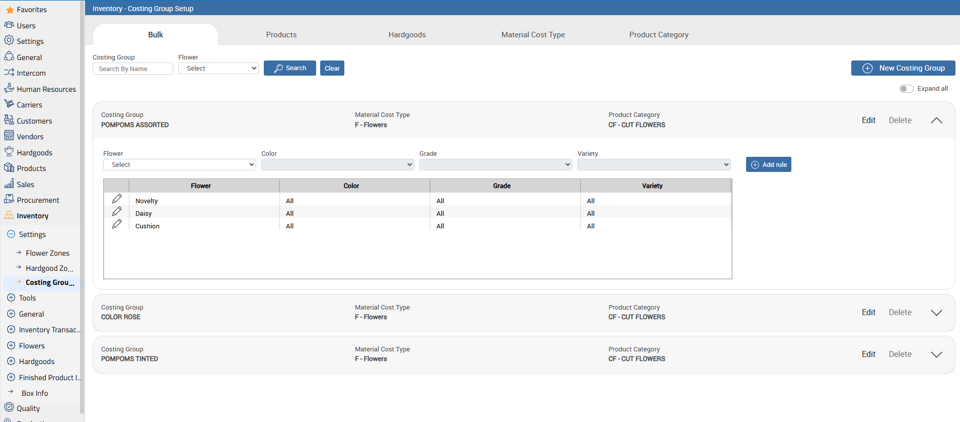 Favorites
Users
Settings
General
Intercom
Human Resources
Carriers
Customers
Vendors
Hardgoods
Products
Sales
Procurement
Inventory
Settings
Flower Zones
Hardgood Zo...
Costing Grou...
Tools
General
Inventory Transac...
Flowers
Hardgoods
Finished Product I...
Box Info
Quality
Inventory - Costing Group Setup
Bulk Products Hardgoods Material Cost Type Product Category
Costing Group Flower
Search By Name Select Search Clear New Costing Group
Expand all
Costing Group Material Cost Type Product Category
POMPOMS ASSORTED F - Flowers CF - CUT FLOWERS Edit Delete
Flower Color Grade Variety
Select Add rule
Flower Color Grade Variety
Novelty All All All
Daisy All All All
Cushion All All All
Costing Group Material Cost Type Product Category
COLOR ROSE F - Flowers CF - CUT FLOWERS Edit Delete
Costing Group Material Cost Type Product Category
POMPOMS TINTED F - Flowers CF - CUT FLOWERS Edit Delete